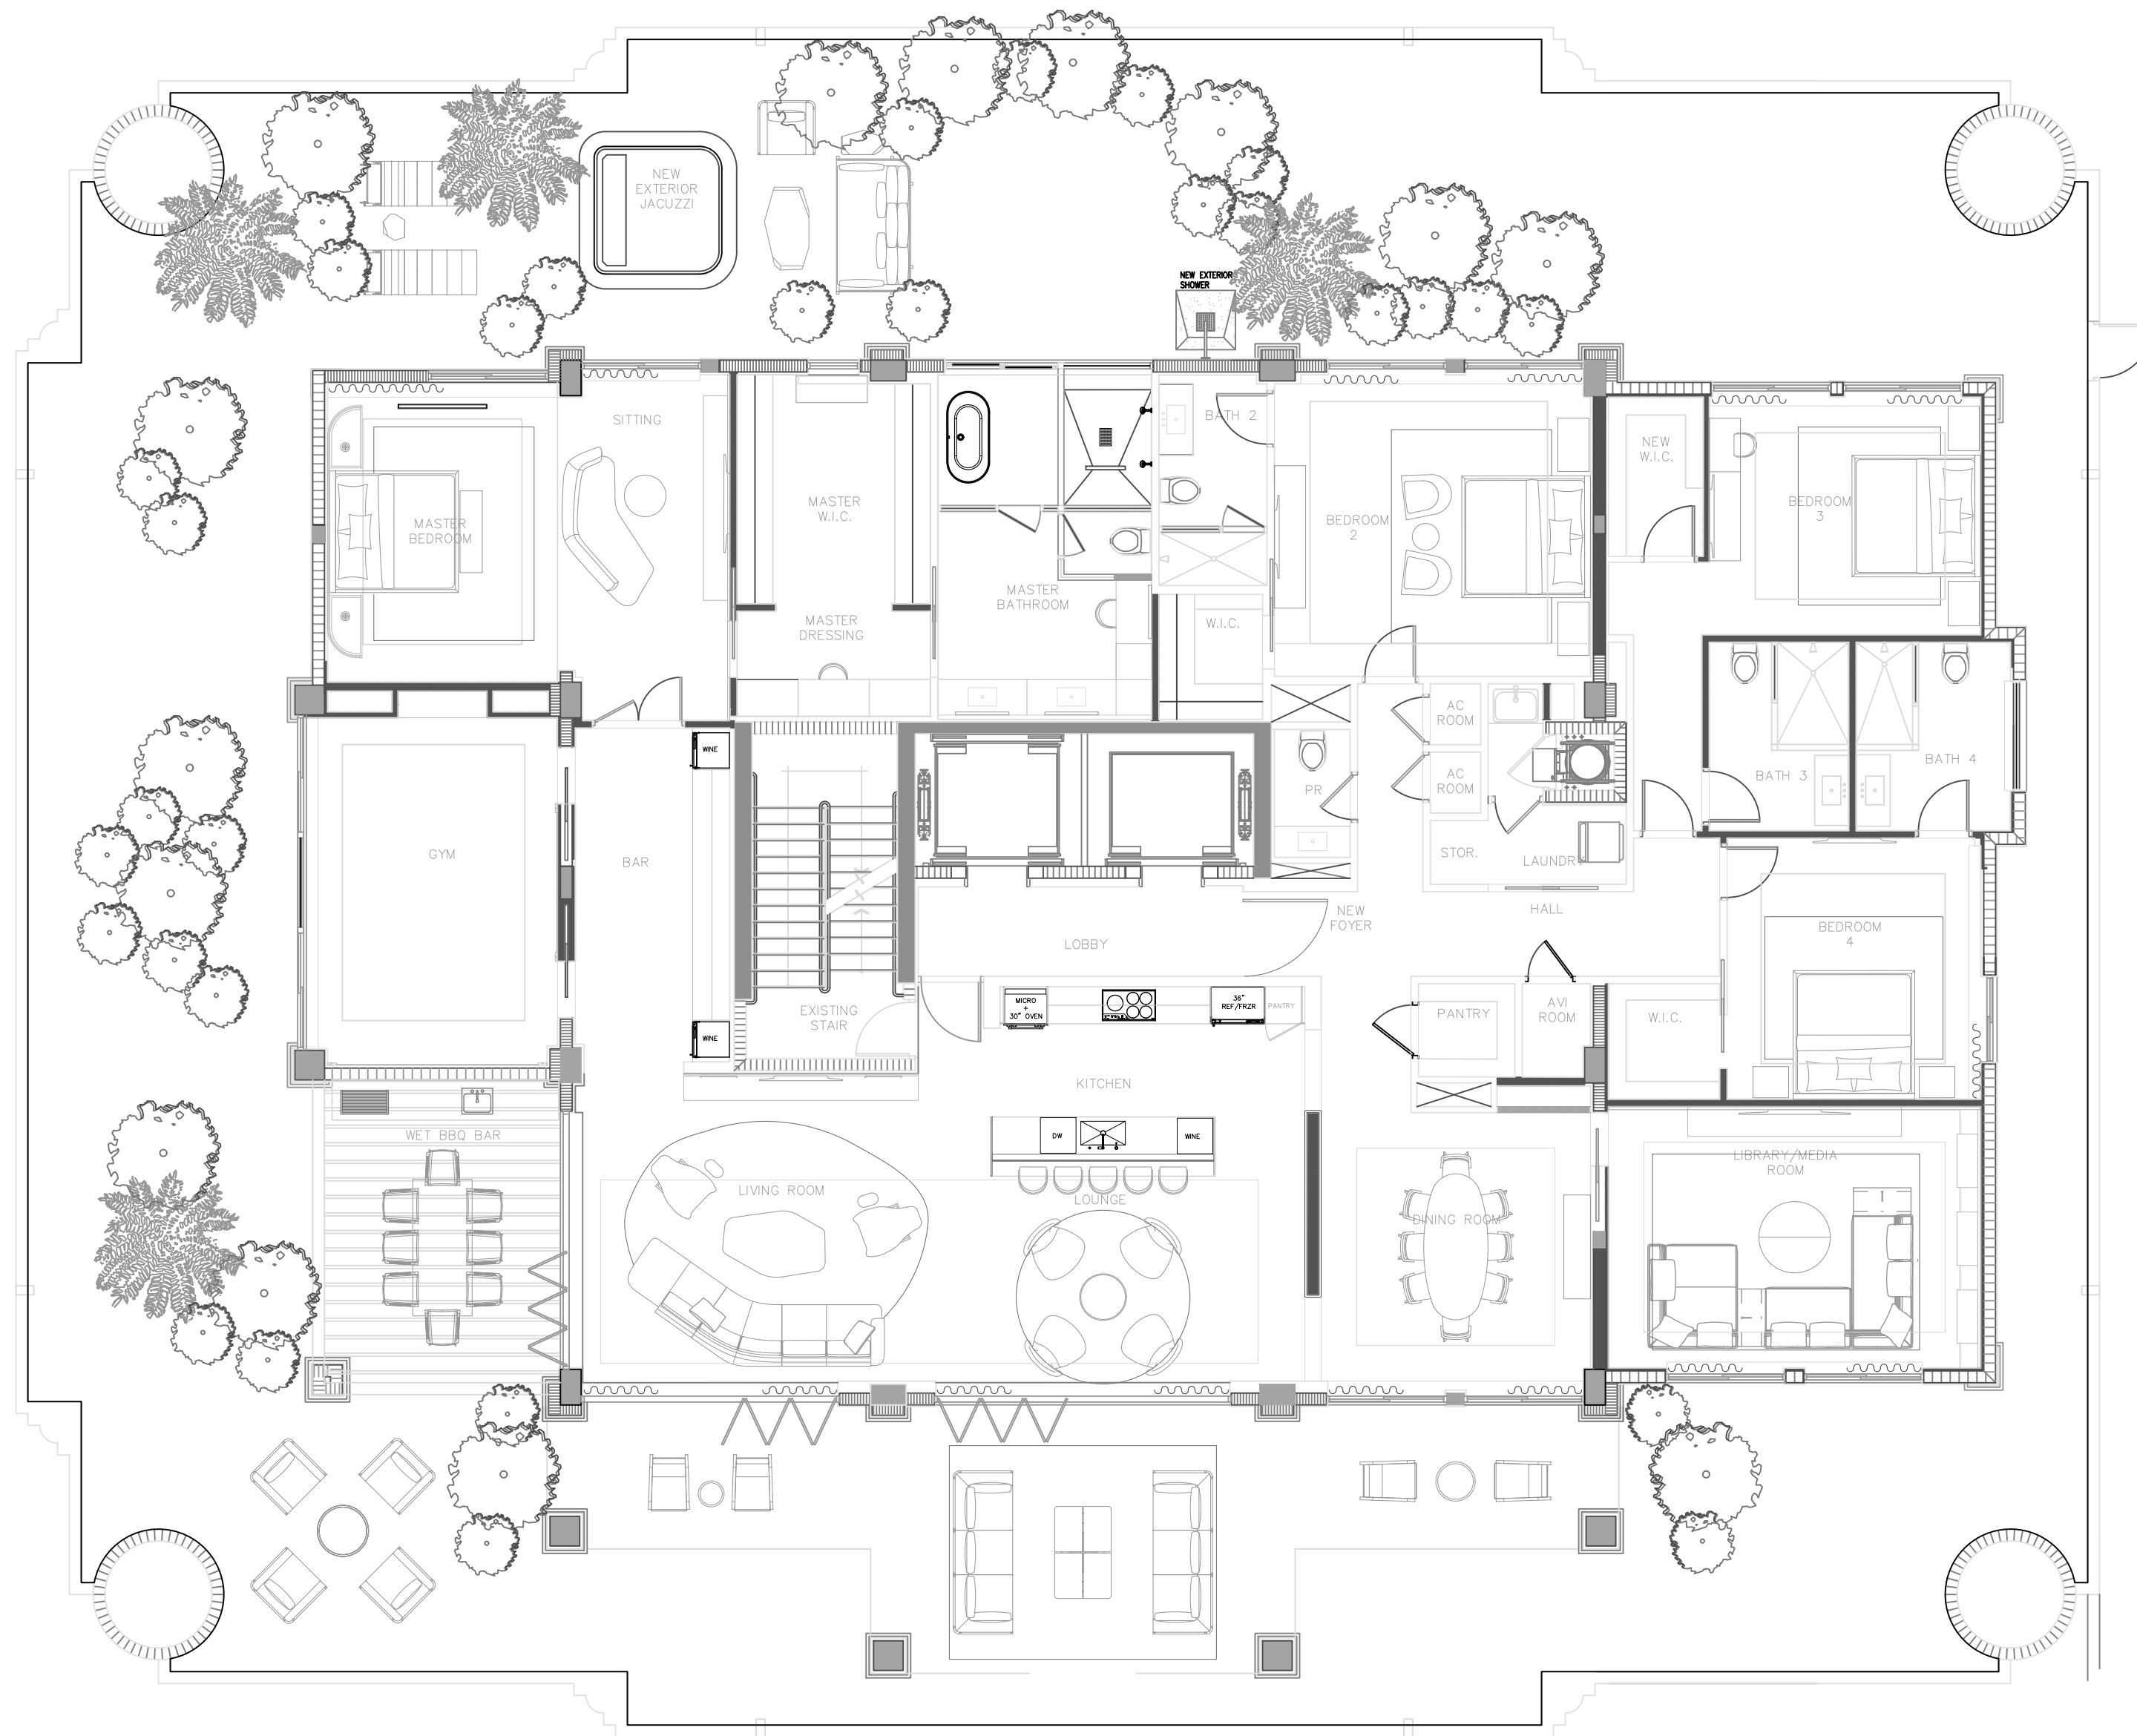 NEW
EXTERIOR
JACUZZI
NEW EXTERIOR
SHOWER
SITTING
BATH 2
NEW
W.I.C.
MASTER
BEDROOM
MASTER
W.I.C.
BEDROOM
2
BEDROOM
3
MASTER
BATHROOM
MASTER
DRESSING
W.I.C.
AC
ROOM
WINE
AC
ROOM
PR
BATH 3
BATH 4
GYM
BAR
STOR.
LAUNDRY
HALL
NEW
FOYER
LOBBY
BEDROOM
4
EXISTING
STAIR
MICRO
+
30" OVEN
36"
REF/FRZR
PANTRY
PANTRY
AVI
ROOM
W.I.C.
WINE
KITCHEN
WET BBQ BAR
DW
WINE
LIVING ROOM
LOUNGE
DINING ROOM
LIBRARY/MEDIA
ROOM